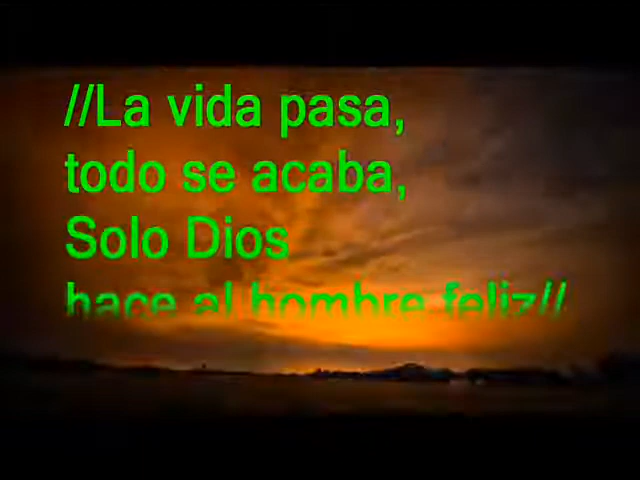 //La vida pasa,
todo se acaba,
Solo Dios
hace al hombre feliz//